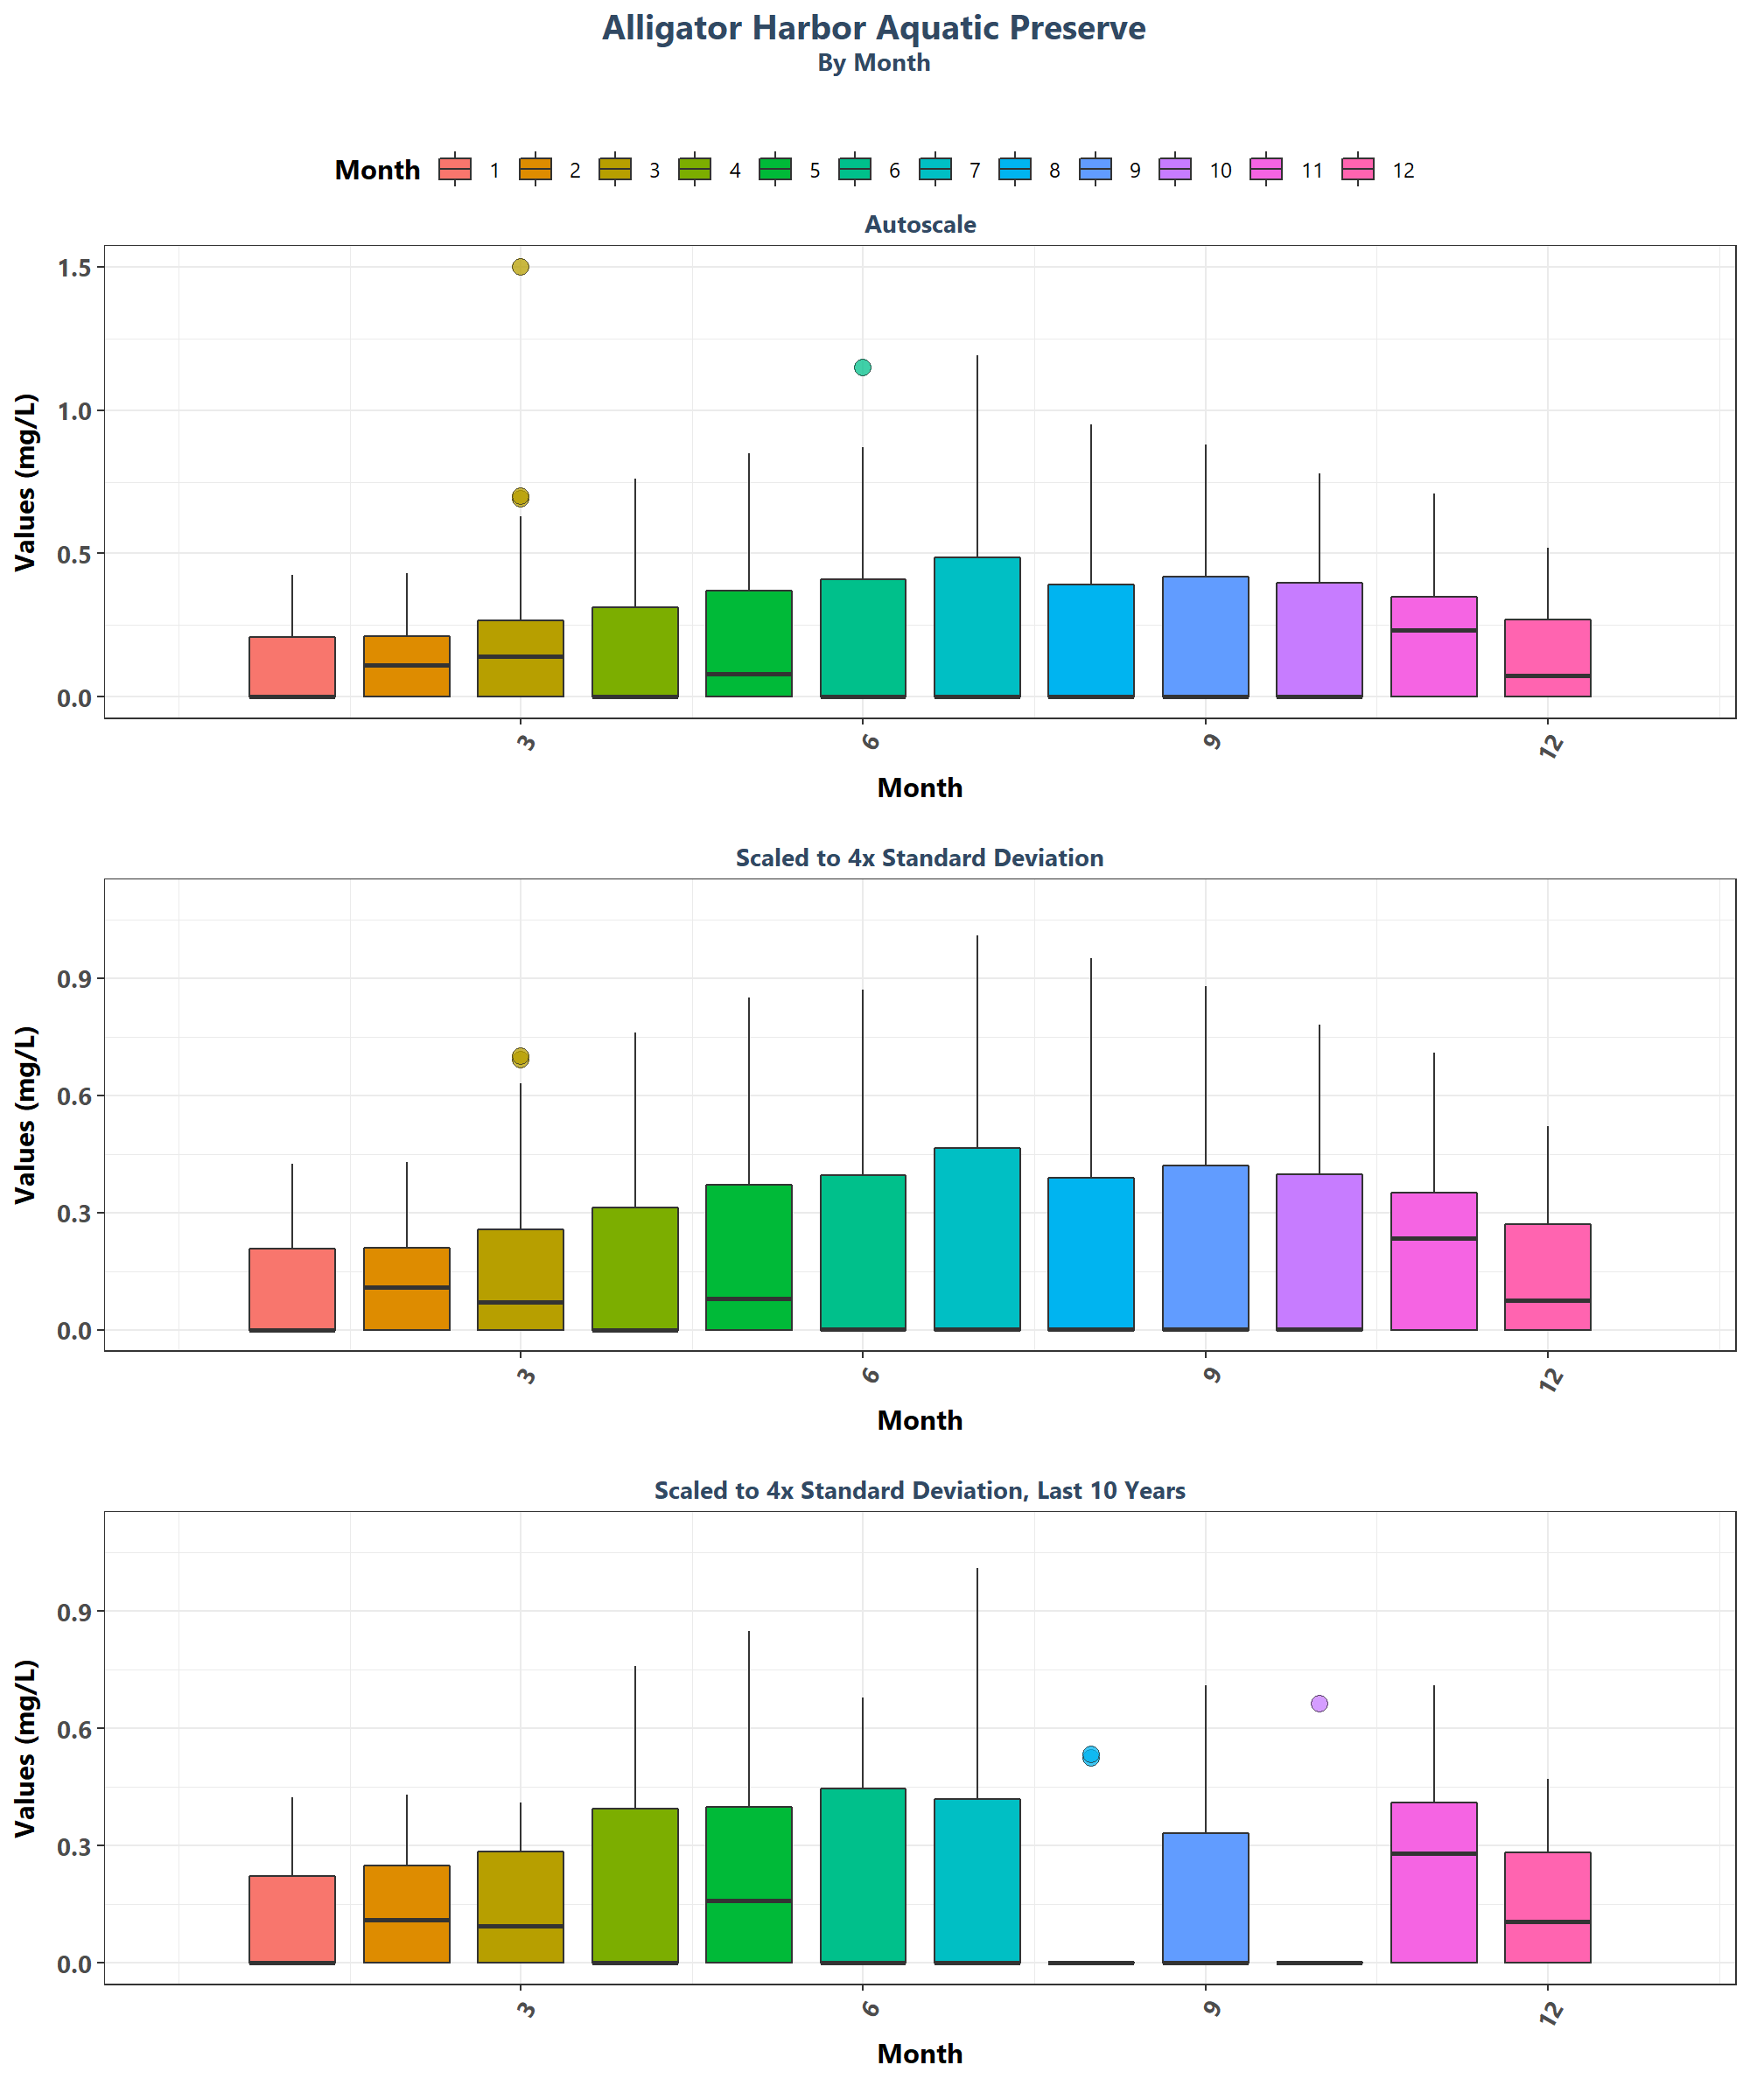 Alligator Harbor Aquatic Preserve
By Month
Month 1 2 3 4 5 6 7 8 9 10 11 12
Autoscale
Values (mg/L)
1.5
1.0
0.5
0.0
3 6 9 12
Month
Scaled to 4x Standard Deviation
Values (mg/L)
0.9
0.6
0.3
0.0
3 6 9 12
Month
Scaled to 4x Standard Deviation, Last 10 Years
Values (mg/L)
0.9
0.6
0.3
0.0
3 6 9 12
Month